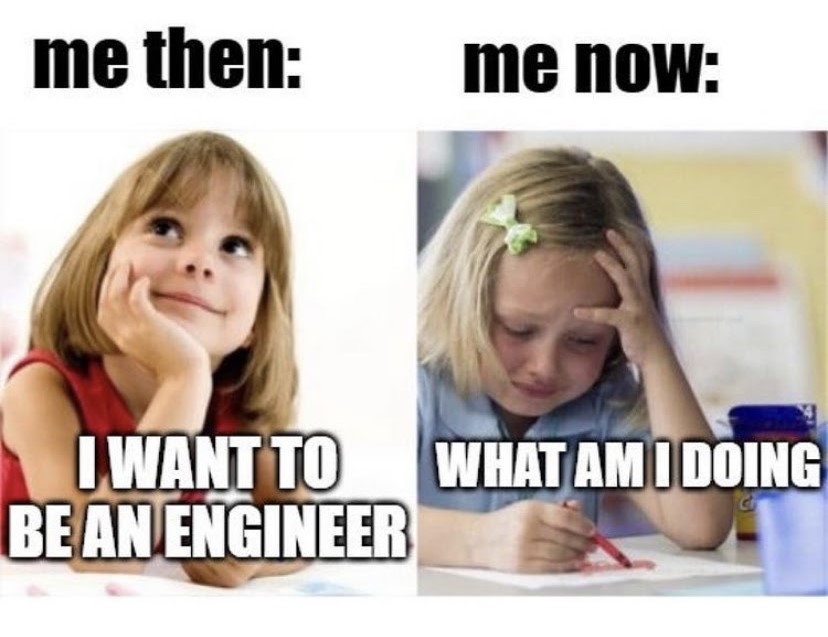 me then:
me now:
I WANT TO
BE AN ENGINEER
WHAT AM I DOING